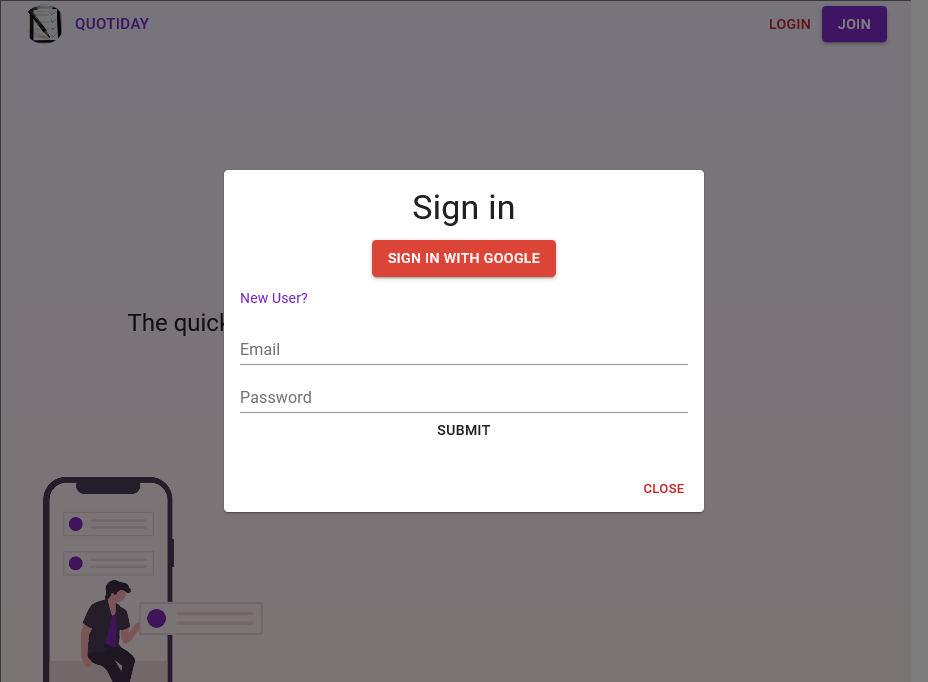 QUOTIDAY
LOGIN
JOIN
Sign in
SIGN IN WITH GOOGLE
New User?
The quick
Email
Password
SUBMIT
CLOSE